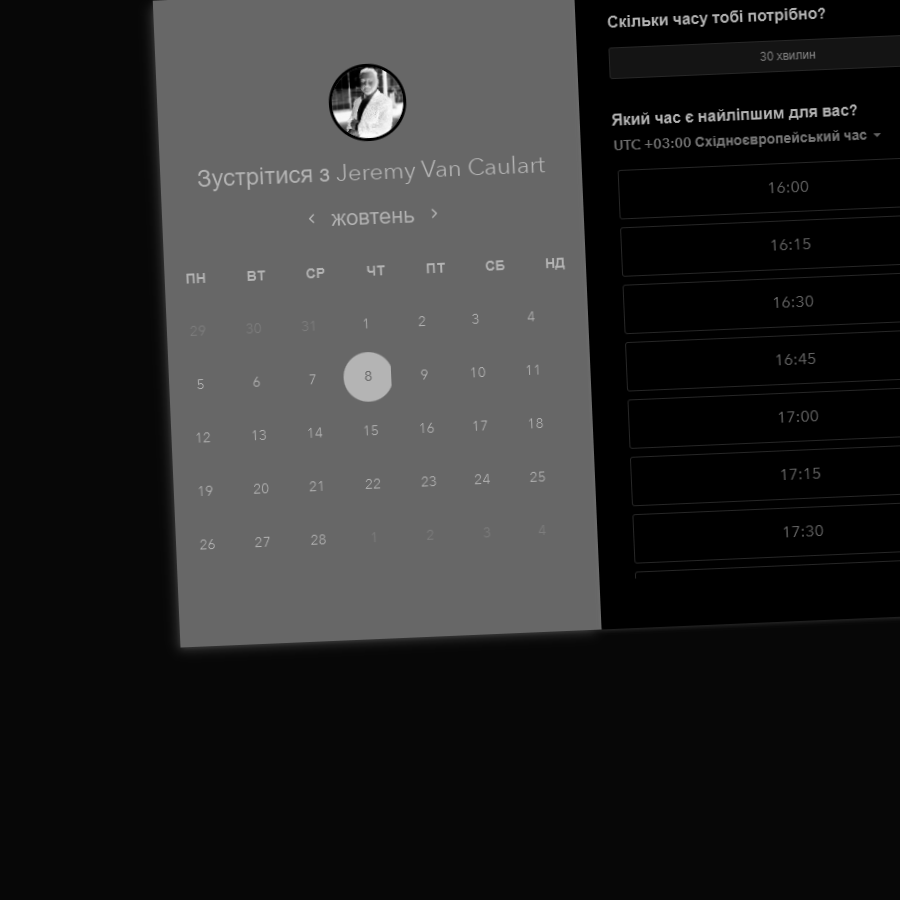 Зустрітися з Jeremy Van Caulart
‹ жовтень ›
ПН ВТ СР ЧТ ПТ СБ НД
29 30 31 1 2 3 4
5 6 7 8 9 10 11
12 13 14 15 16 17 18
19 20 21 22 23 24 25
26 27 28 1 2 3 4
Скільки часу тобі потрібно?
30 хвилин
Який час є найліпшим для вас?
UTC +03:00 Східноєвропейський час
16:00
16:15
16:30
16:45
17:00
17:15
17:30